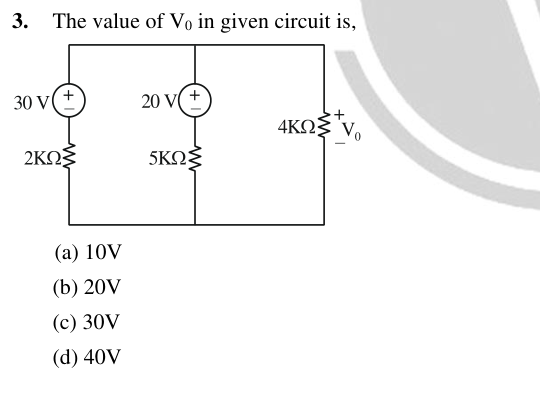 3. The value of V₀ in given circuit is,
30 V + −
20 V + −
4KΩ + V₀ −
2KΩ
5KΩ
(a) 10V
(b) 20V
(c) 30V
(d) 40V